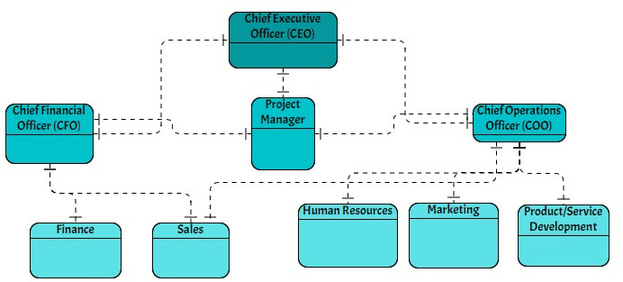 Chief Executive
Officer (CEO)
Chief Financial
Officer (CFO)
Project
Manager
Chief Operations
Officer (COO)
Finance
Sales
Human Resources
Marketing
Product/Service
Development